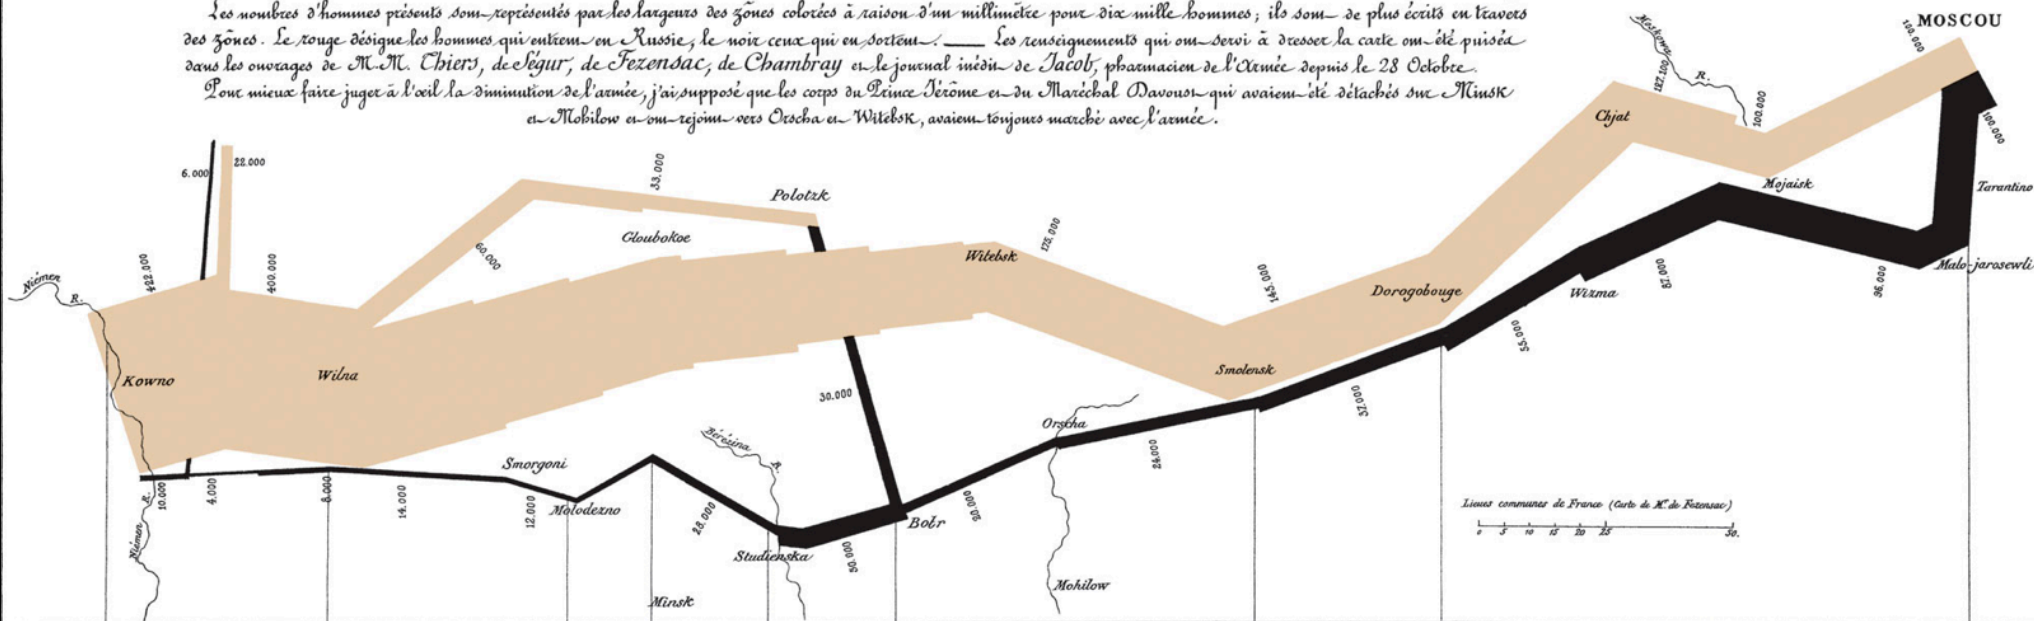 Les nombres d'hommes présents sont représentés par les largeurs des zones colorées à raison d'un millimètre pour dix mille hommes; ils sont de plus écrits en travers
des zones. Le rouge désigne les hommes qui entrent en Russie, le noir ceux qui en sortent. — Les renseignements qui ont servi à dresser la carte ont été puisés
dans les ouvrages de M.M. Thiers, de Ségur, de Fezensac, de Chambray et le journal inédit de Jacob, pharmacien de l'Armée depuis le 28 Octobre.
Pour mieux faire juger à l'œil la diminution de l'armée, j'ai supposé que les corps du Prince Jérôme et du Maréchal Davoust qui avaient été détachés sur Minsk
et Mohilow et ont rejoint vers Orscha et Witebsk, avaient toujours marché avec l'armée.
MOSCOU
100.000
Moskowa
R.
127.100
100.000
Chjat
100.000
Mojaisk
Tarantino
Malo-jarosewli
6.000
22.000
33.000
Polotzk
Gloubokoe
60.000
Witebsk
175.000
Niémen
R.
422.000
400.000
145.000
Dorogobouge
Wizma
87.000
96.000
55.000
Kowno
Wilna
Smolensk
30.000
37.000
Orscha
24.000
Bérézina
R.
Smorgoni
10.000
4.000
8.000
14.000
12.000
Molodezno
28.000
20.000
Bobr
Studienska
50.000
Niémen
R.
Minsk
Mohilow
Lieues communes de France (Carte de M. de Fezensac)
0 5 10 15 20 25 50.